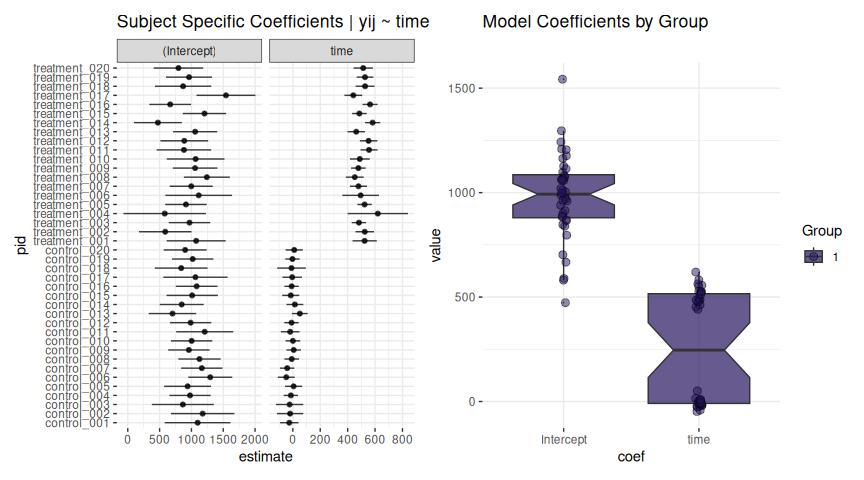 Subject Specific Coefficients | yij ~ time
(Intercept)
time
treatment_020
treatment_019
treatment_018
treatment_017
treatment_016
treatment_015
treatment_014
treatment_013
treatment_012
treatment_011
treatment_010
treatment_009
treatment_008
treatment_007
treatment_006
treatment_005
treatment_004
treatment_003
treatment_002
treatment_001
control_020
control_019
control_018
control_017
control_016
control_015
control_014
control_013
control_012
control_011
control_010
control_009
control_008
control_007
control_006
control_005
control_004
control_003
control_002
control_001
pid
0 500 1000 1500 2000
0 200 400 600 800
estimate
Model Coefficients by Group
1500
1000
500
0
value
Intercept
time
coef
Group
1